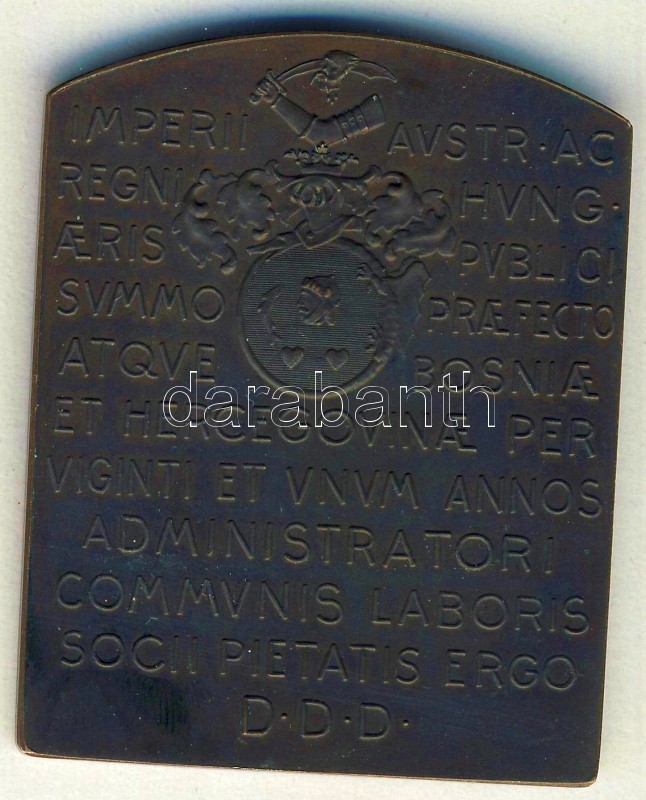 IMPERII AVSTR·AC
REGNI HVNG·
ÆRIS PVBLICI
SVMMO PRÆFECTO
ATQVE BOSNIÆ
darabanth
ET HERCEGOVINÆ PER
VIGINTI ET VNVM ANNOS
ADMINISTRATORI
COMMVNIS LABORIS
SOCII PIETATIS ERGO
D·D·D·